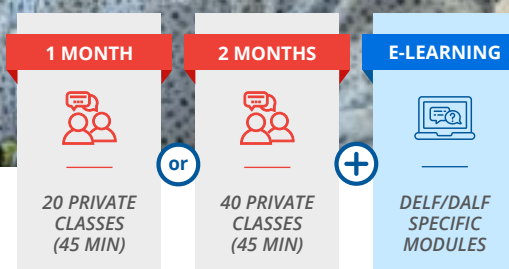 1 MONTH
20 PRIVATE
CLASSES
(45 MIN)
or
2 MONTHS
40 PRIVATE
CLASSES
(45 MIN)
+
E-LEARNING
?
DELF/DALF
SPECIFIC
MODULES